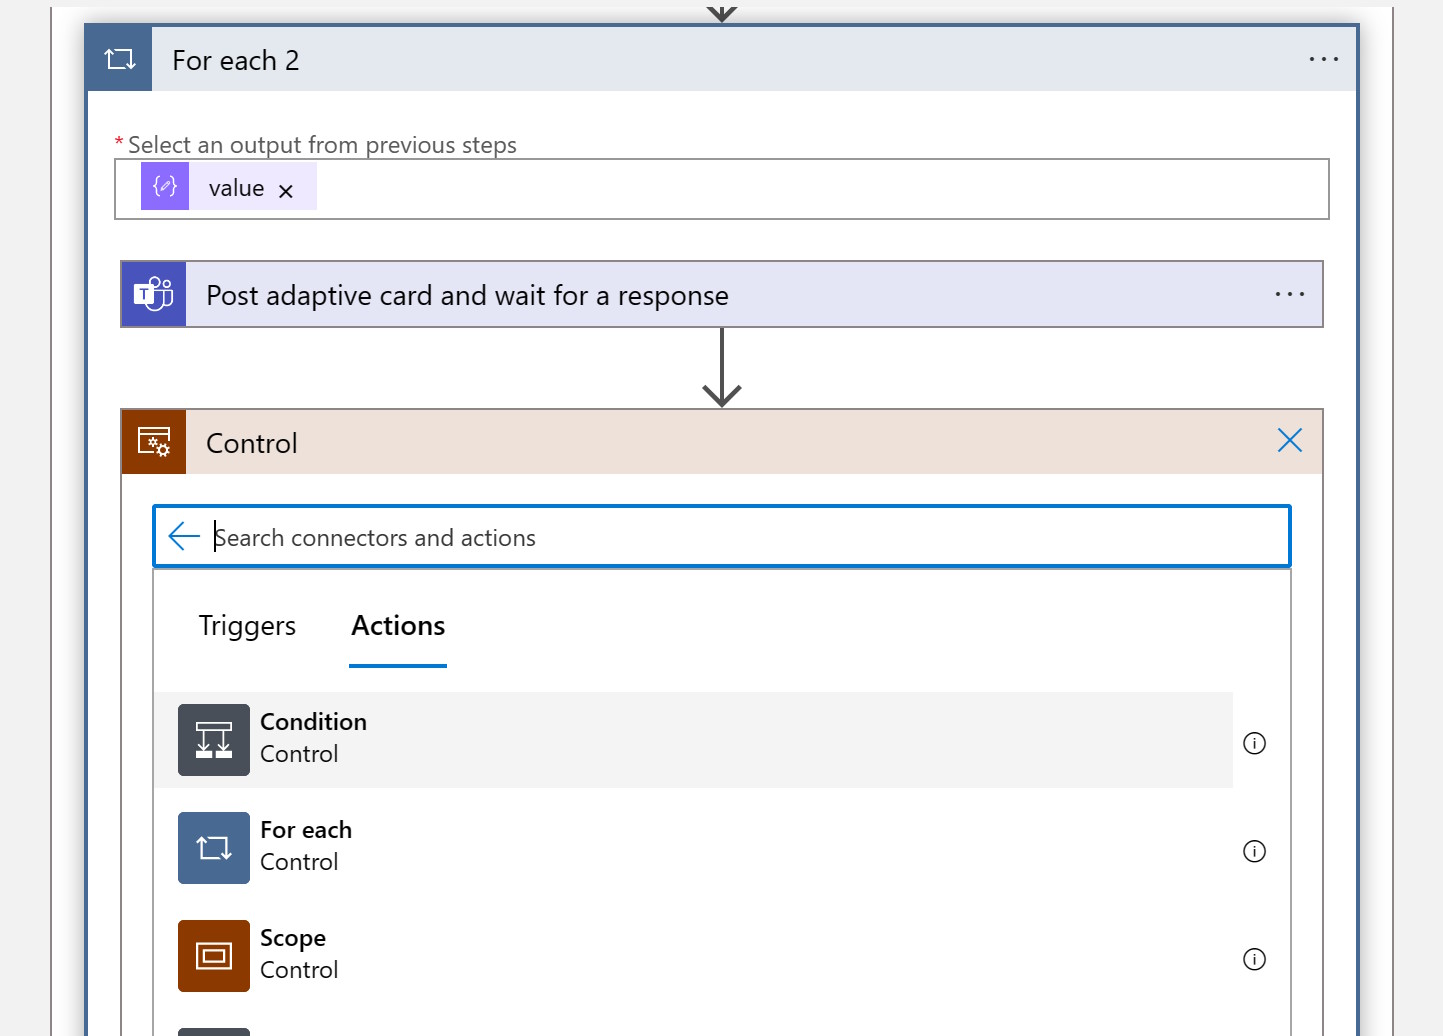 For each 2
* Select an output from previous steps
value
T
Post adaptive card and wait for a response
Control
Search connectors and actions
Triggers Actions
Condition
Control
For each
Control
Scope
Control